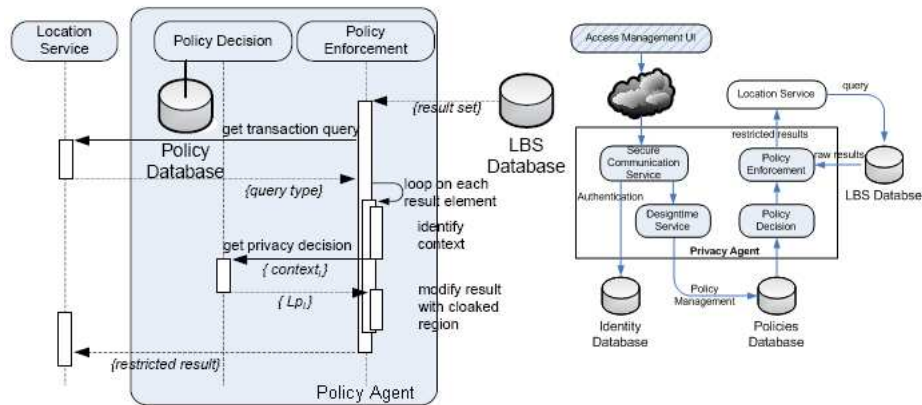 Location
Service
Policy Decision
Policy
Enforcement
{result set}
get transaction query
Policy
Database
LBS
Database
{query type}
loop on each
result element
identify
context
get privacy decision
{ contextᵢ}
{ Lpᵢ}
modify result
with cloaked
region
{restricted result}
Policy Agent
Access Management UI
Location Service
query
restricted results
Secure
Communication
Service
Policy
Enforcement
raw results
LBS Databse
Authentication
Designtime
Service
Policy
Decision
Privacy Agent
Policy
Management
Identity
Database
Policies
Database